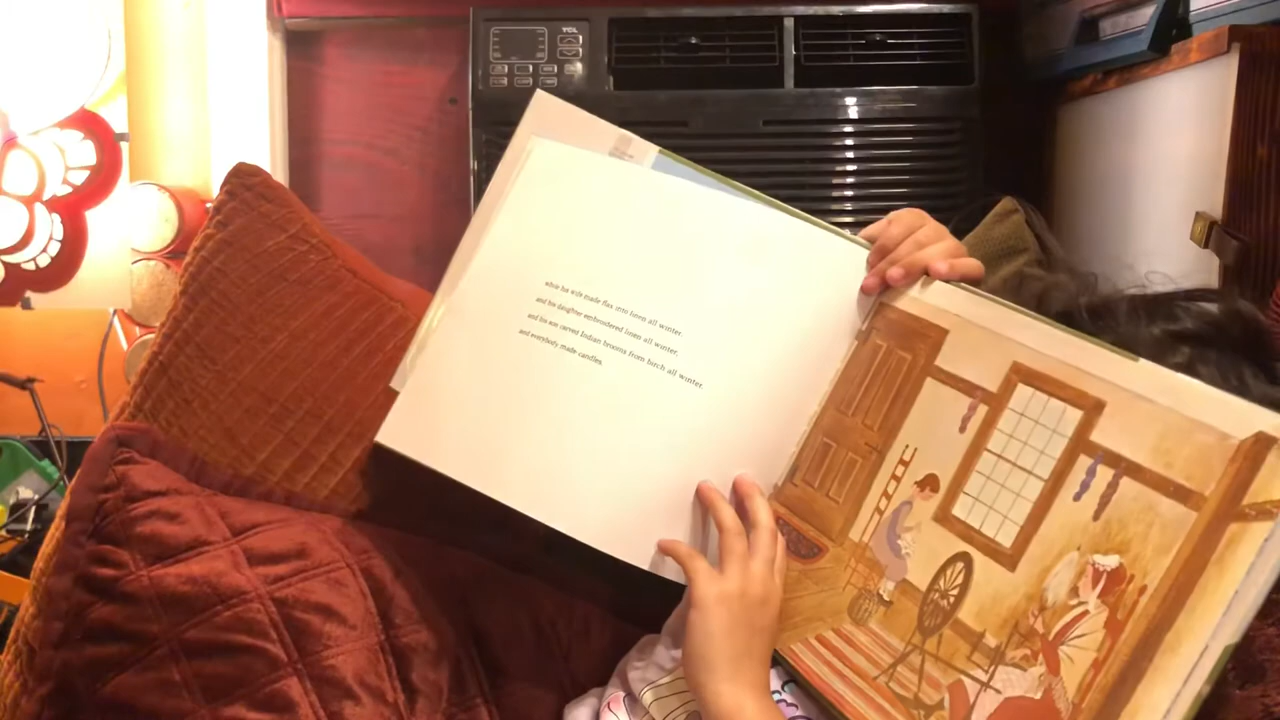 TCL
while his wife made flax into linen all winter,
and his daughter embroidered linen all winter,
and his son carved Indian brooms from birch all winter,
and everybody made candles.